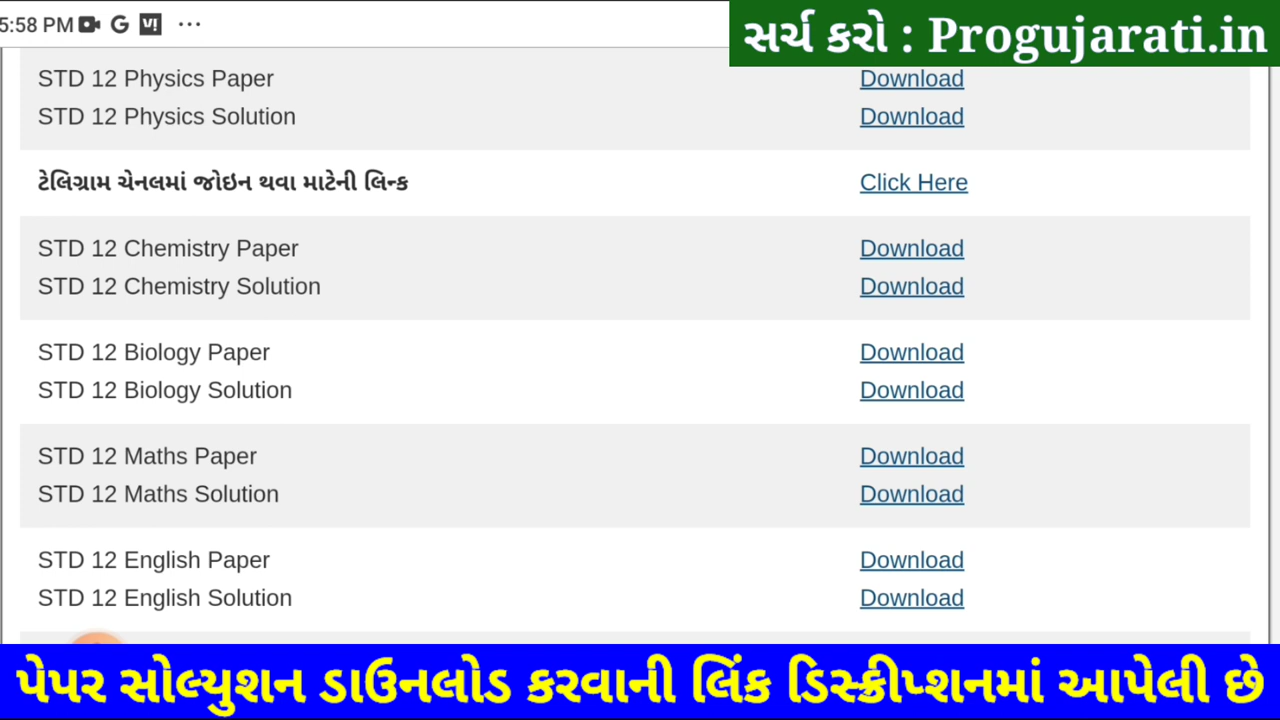 5:58 PM G V! ...
સર્ચ કરો : Progujarati.in
STD 12 Physics Paper Download
STD 12 Physics Solution Download
ટેલિગ્રામ ચેનલમાં જોઇન થવા માટેની લિન્ક Click Here
STD 12 Chemistry Paper Download
STD 12 Chemistry Solution Download
STD 12 Biology Paper Download
STD 12 Biology Solution Download
STD 12 Maths Paper Download
STD 12 Maths Solution Download
STD 12 English Paper Download
STD 12 English Solution Download
પેપર સોલ્યુશન ડાઉનલોડ કરવાની લિંક ડિસ્ક્રીપ્શનમાં આપેલી છે